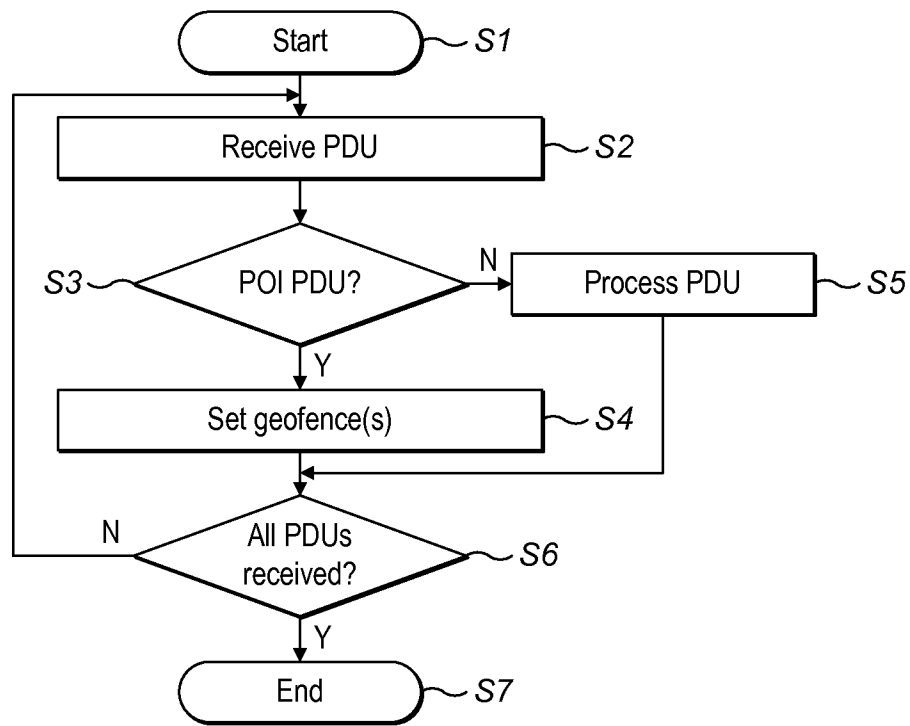 Start
S1
Receive PDU
S2
S3
POI PDU?
N
Process PDU
S5
Y
Set geofence(s)
S4
N
All PDUs
received?
S6
Y
End
S7